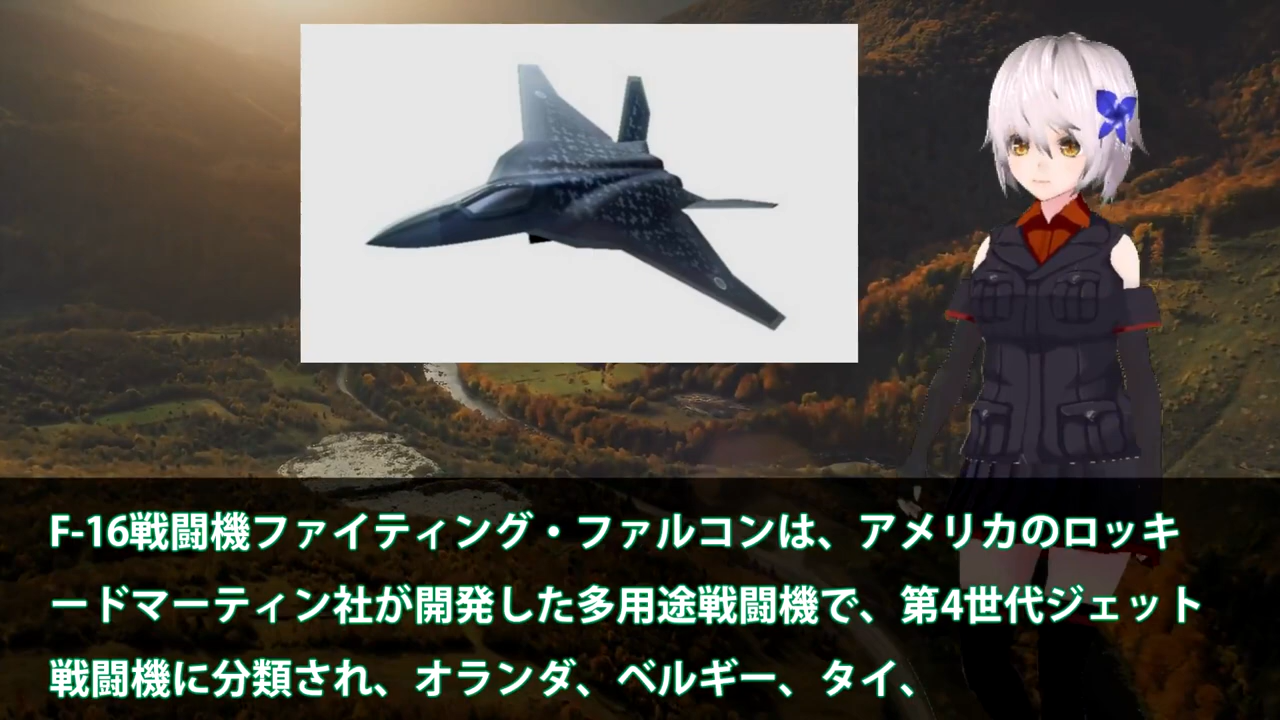 F-16戦闘機ファイティング・ファルコンは、アメリカのロッキ
ードマーティン社が開発した多用途戦闘機で、第4世代ジェット
戦闘機に分類され、オランダ、ベルギー、タイ、